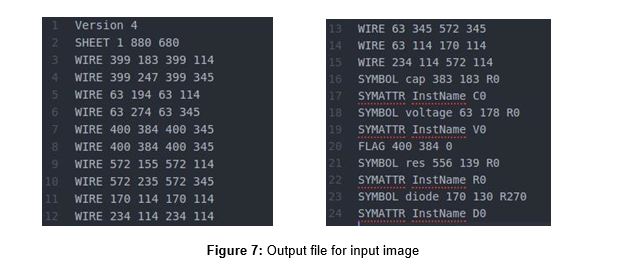 1 Version 4
2 SHEET 1 880 680
3 WIRE 399 183 399 114
4 WIRE 399 247 399 345
5 WIRE 63 194 63 114
6 WIRE 63 274 63 345
7 WIRE 400 384 400 345
8 WIRE 400 384 400 345
9 WIRE 572 155 572 114
10 WIRE 572 235 572 345
11 WIRE 170 114 170 114
12 WIRE 234 114 234 114
13 WIRE 63 345 572 345
14 WIRE 63 114 170 114
15 WIRE 234 114 572 114
16 SYMBOL cap 383 183 R0
17 SYMATTR InstName C0
18 SYMBOL voltage 63 178 R0
19 SYMATTR InstName V0
20 FLAG 400 384 0
21 SYMBOL res 556 139 R0
22 SYMATTR InstName R0
23 SYMBOL diode 170 130 R270
24 SYMATTR InstName D0
Figure 7: Output file for input image